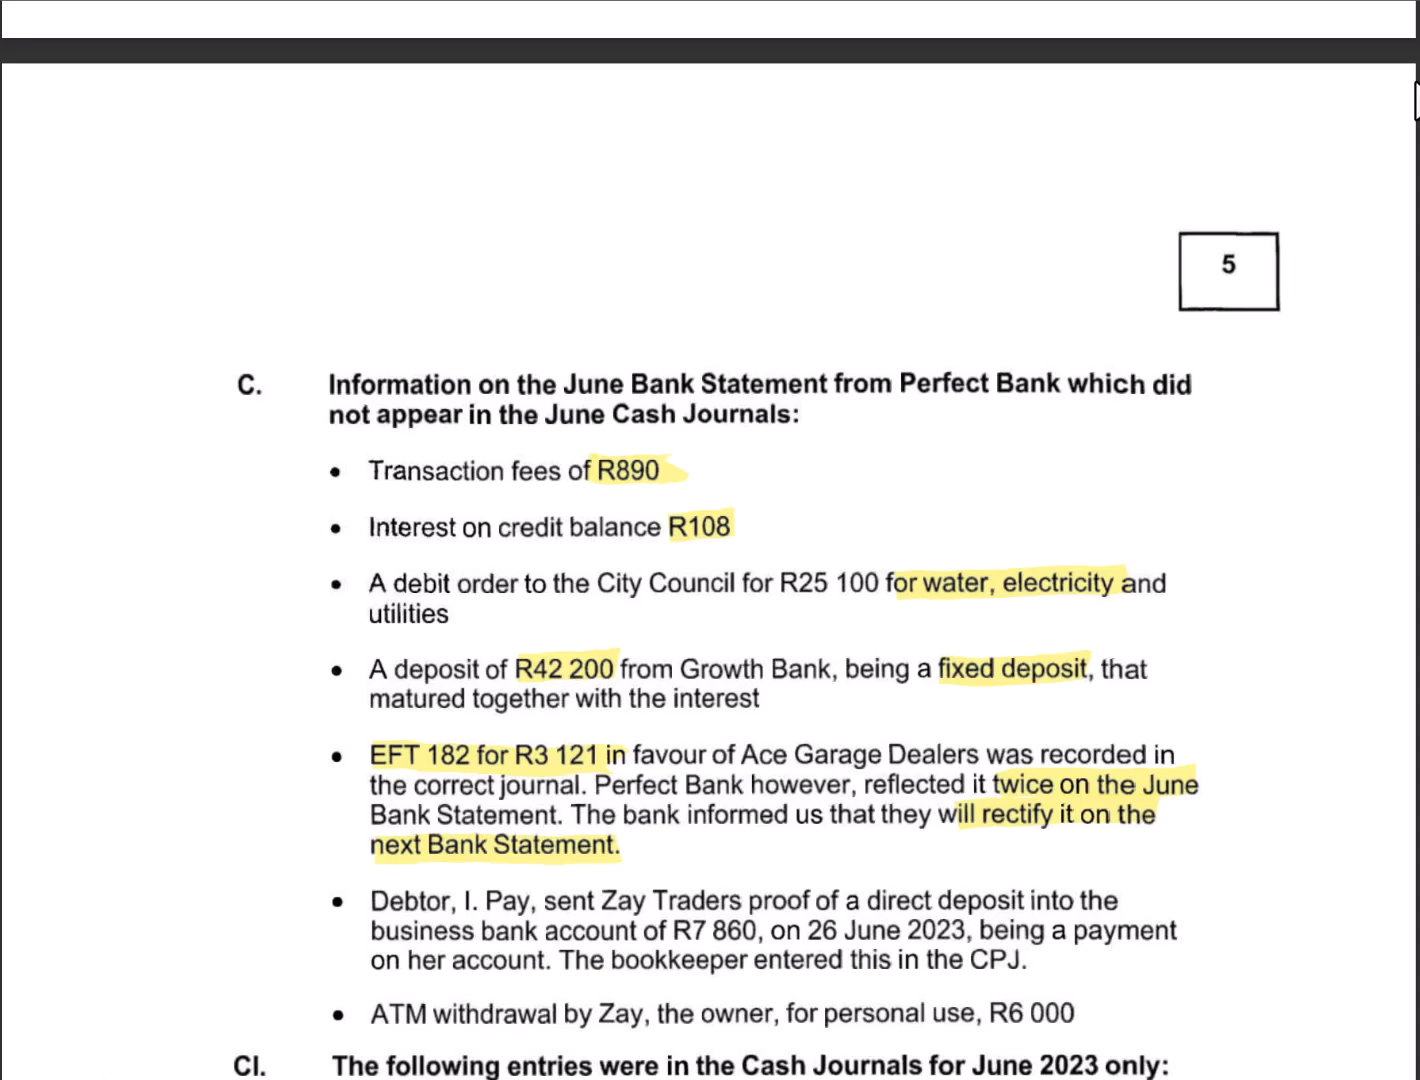 5
C. Information on the June Bank Statement from Perfect Bank which did
not appear in the June Cash Journals:
• Transaction fees of R890
• Interest on credit balance R108
• A debit order to the City Council for R25 100 for water, electricity and
utilities
• A deposit of R42 200 from Growth Bank, being a fixed deposit, that
matured together with the interest
• EFT 182 for R3 121 in favour of Ace Garage Dealers was recorded in
the correct journal. Perfect Bank however, reflected it twice on the June
Bank Statement. The bank informed us that they will rectify it on the
next Bank Statement.
• Debtor, I. Pay, sent Zay Traders proof of a direct deposit into the
business bank account of R7 860, on 26 June 2023, being a payment
on her account. The bookkeeper entered this in the CPJ.
• ATM withdrawal by Zay, the owner, for personal use, R6 000
CI. The following entries were in the Cash Journals for June 2023 only: